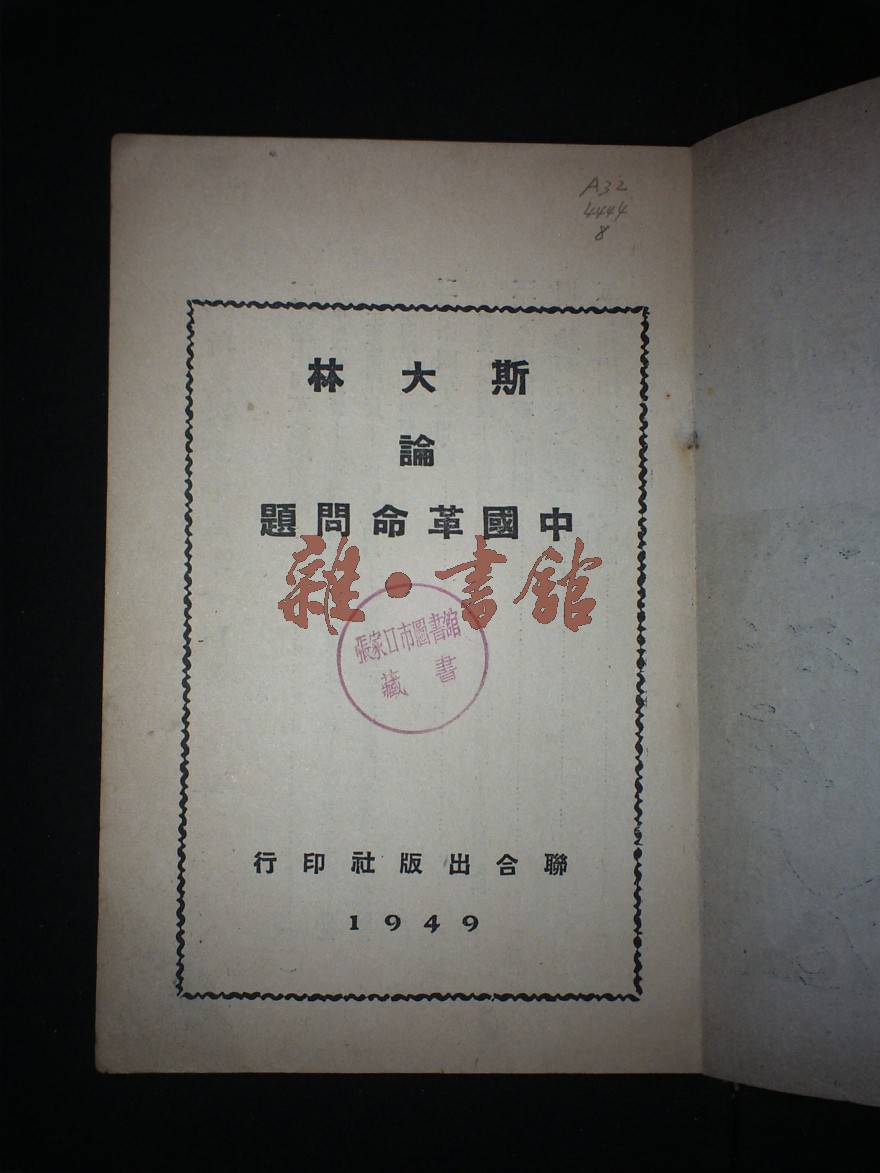 A32
4444
8
斯大林
論
中國革命問題
雜·書館
張家口市圖書館
藏書
聯合出版社印行
1949